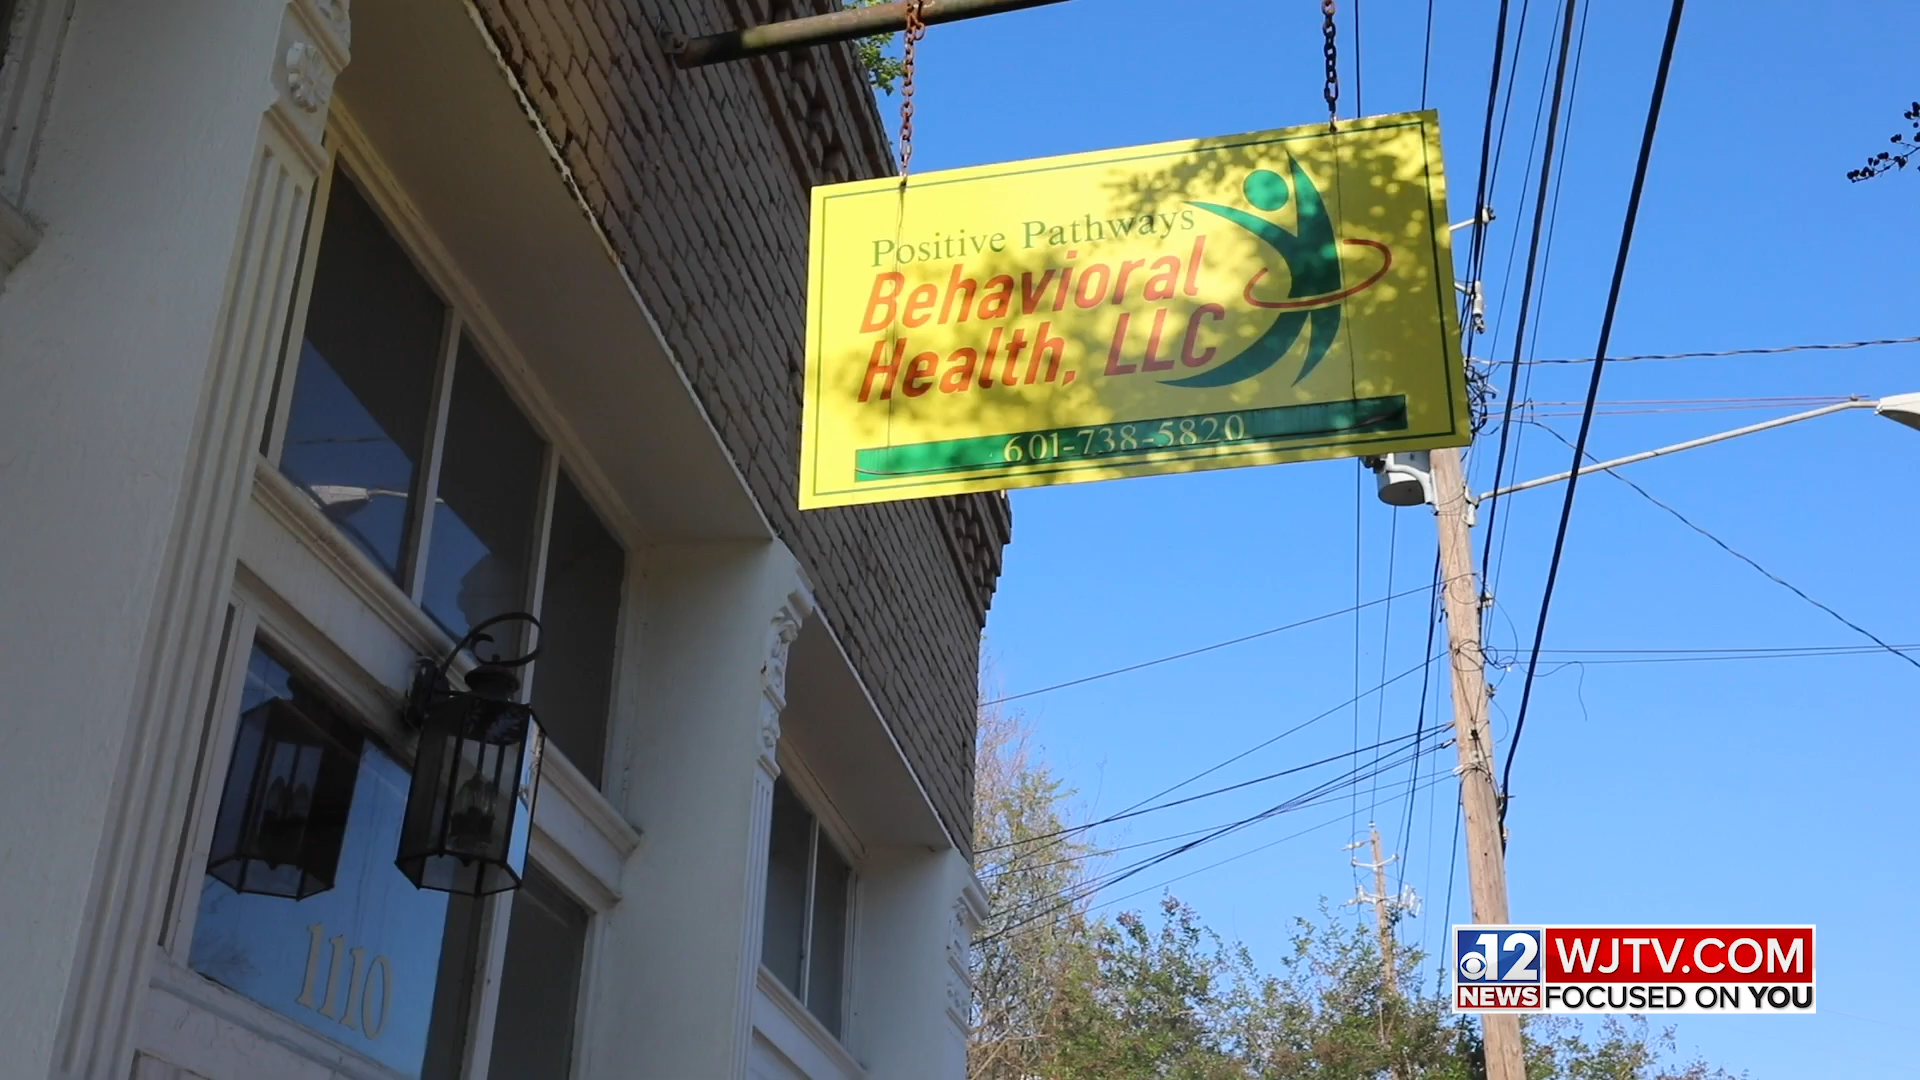 Positive Pathways
Behavioral
Health, LLC
601-738-5820
1110
12
NEWS
WJTV.COM
FOCUSED ON YOU